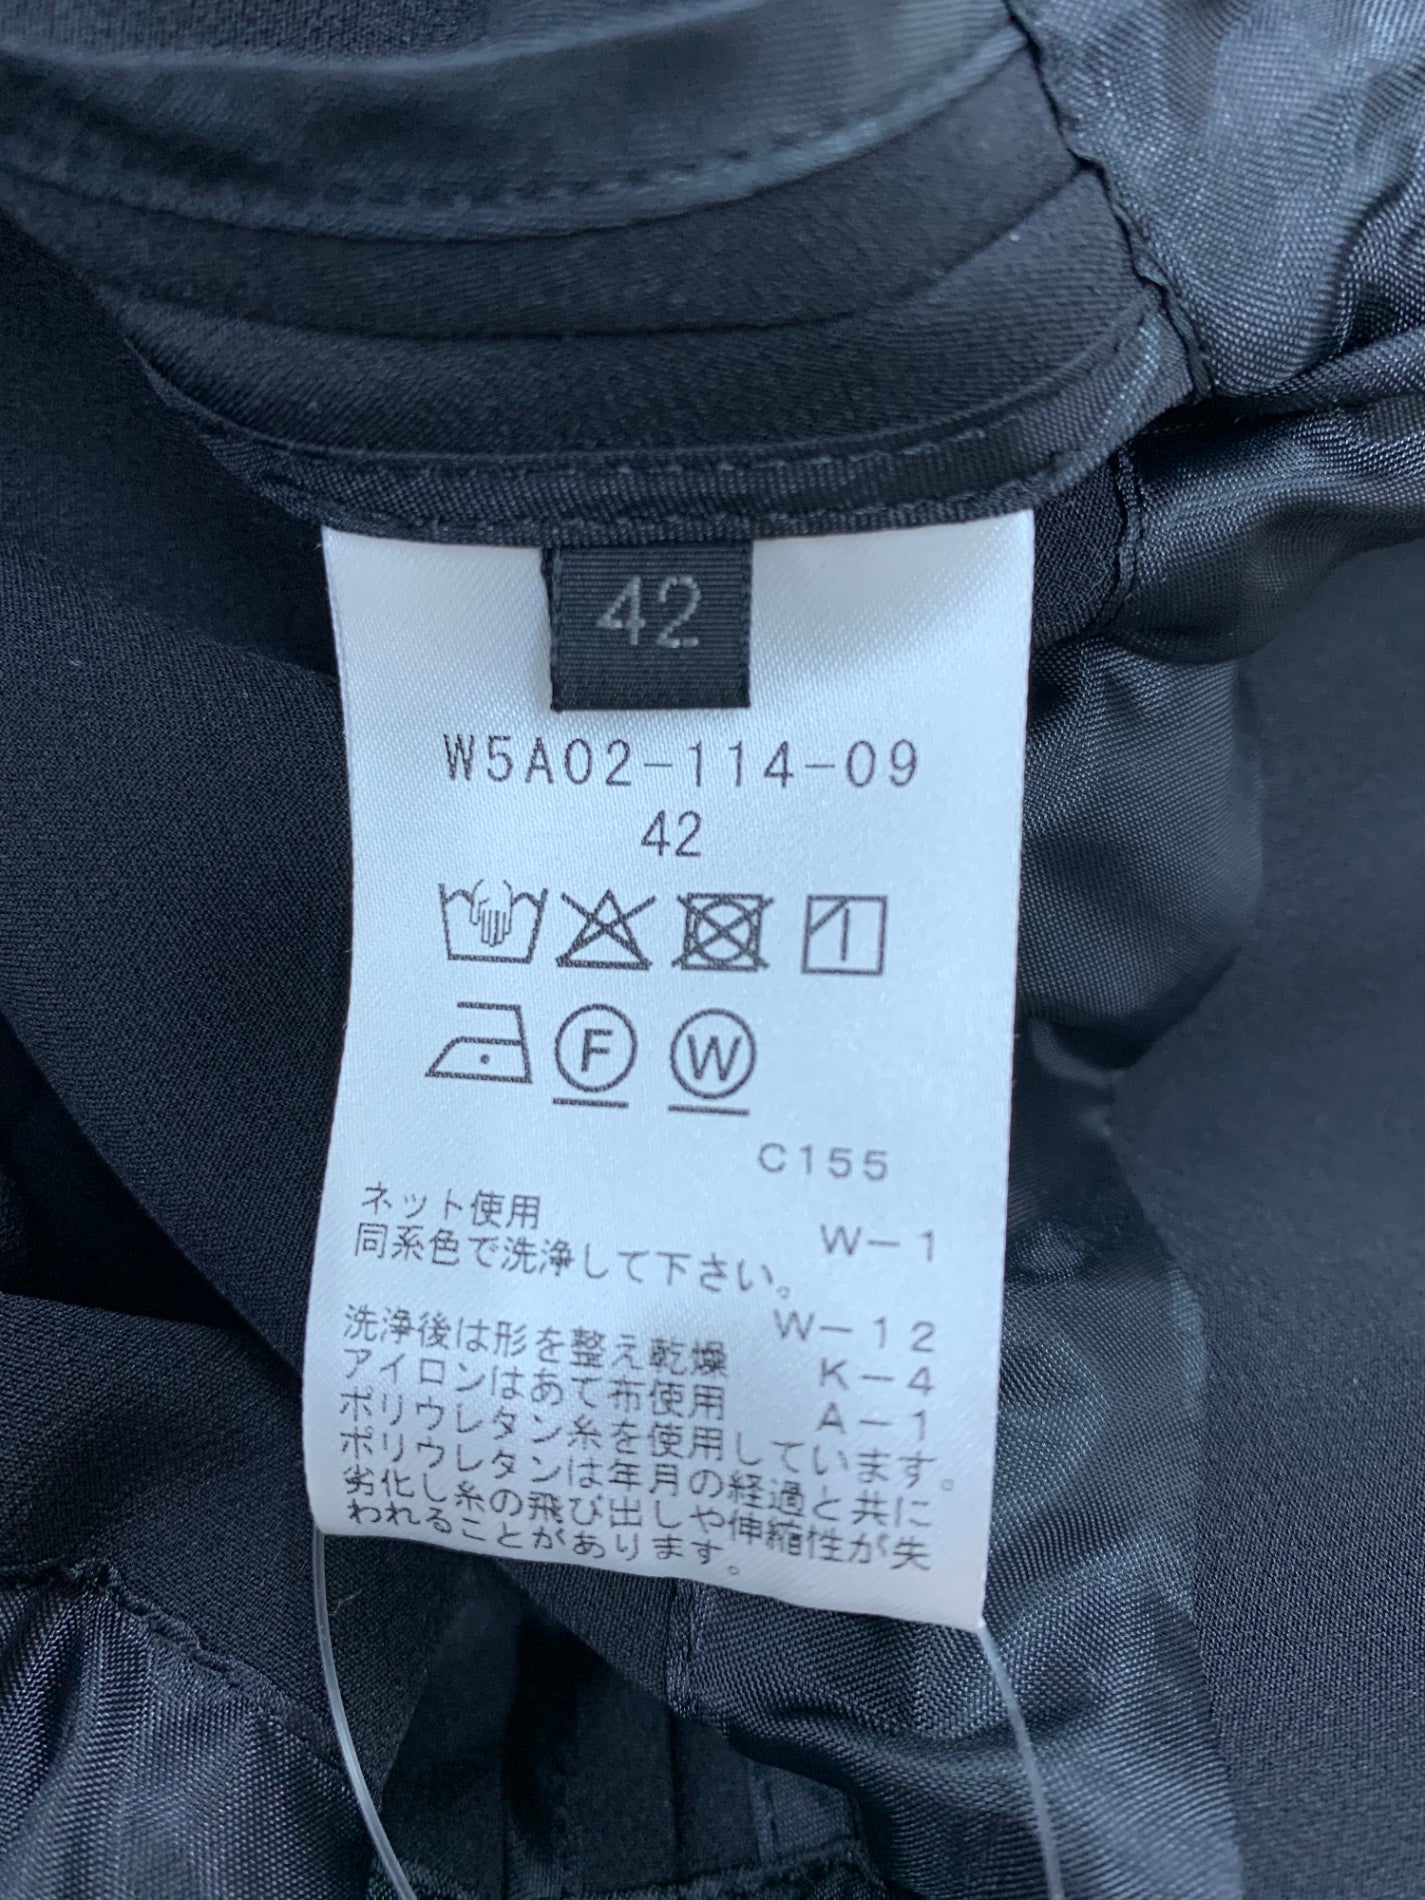 42
W5A02-114-09
42
F W
C155
ネット使用 W-1
同系色で洗浄して下さい。
洗浄後は形を整え乾燥 W-12
アイロンはあて布使用 K-4
ポリウレタン糸を使用しています。 A-1
ポリウレタンは年月の経過と共に
劣化し糸の飛び出しや伸縮性が失
われることがあります。